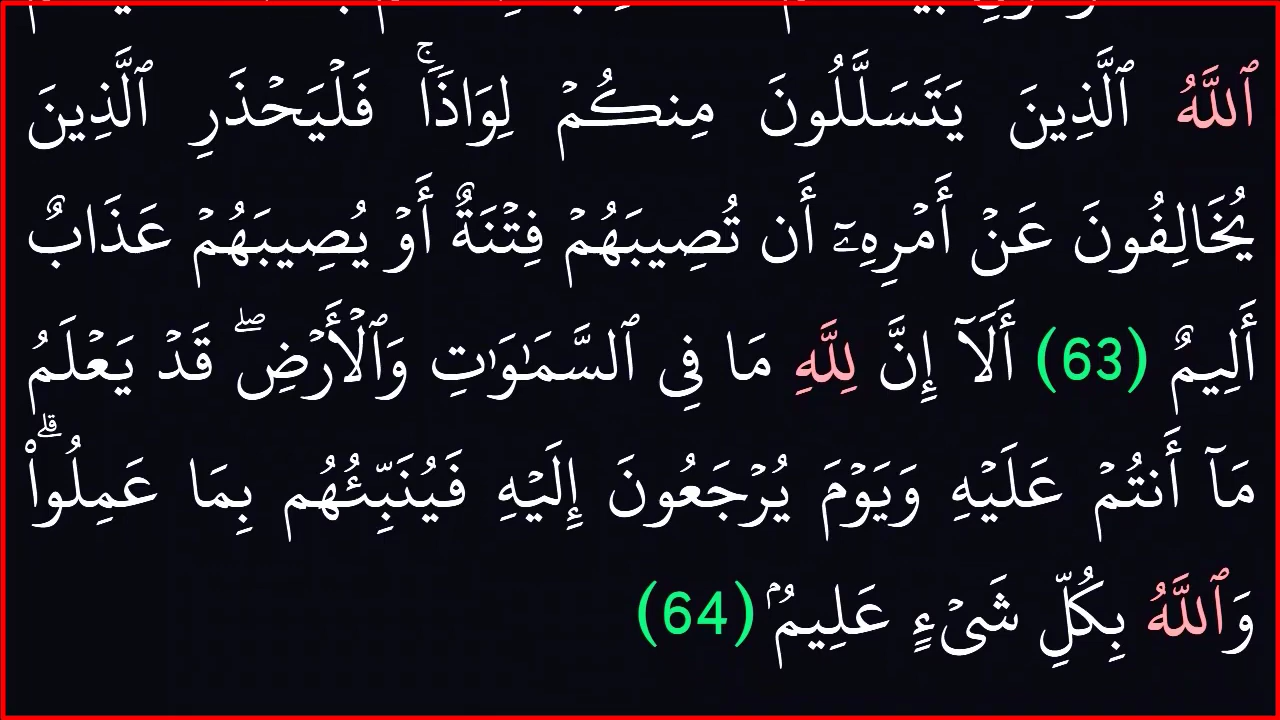 ٱللَّهُ ٱلَّذِينَ يَتَسَلَّلُونَ مِنكُمۡ لِوَاذٗاۚ فَلۡيَحۡذَرِ ٱلَّذِينَ
يُخَالِفُونَ عَنۡ أَمۡرِهِۦٓ أَن تُصِيبَهُمۡ فِتۡنَةٌ أَوۡ يُصِيبَهُمۡ عَذَابٌ
أَلِيمٌ (63) أَلَآ إِنَّ لِلَّهِ مَا فِي ٱلسَّمَٰوَٰتِ وَٱلۡأَرۡضِۖ قَدۡ يَعۡلَمُ
مَآ أَنتُمۡ عَلَيۡهِ وَيَوۡمَ يُرۡجَعُونَ إِلَيۡهِ فَيُنَبِّئُهُم بِمَا عَمِلُواْۗ
وَٱللَّهُ بِكُلِّ شَيۡءٍ عَلِيمُۢ (64)